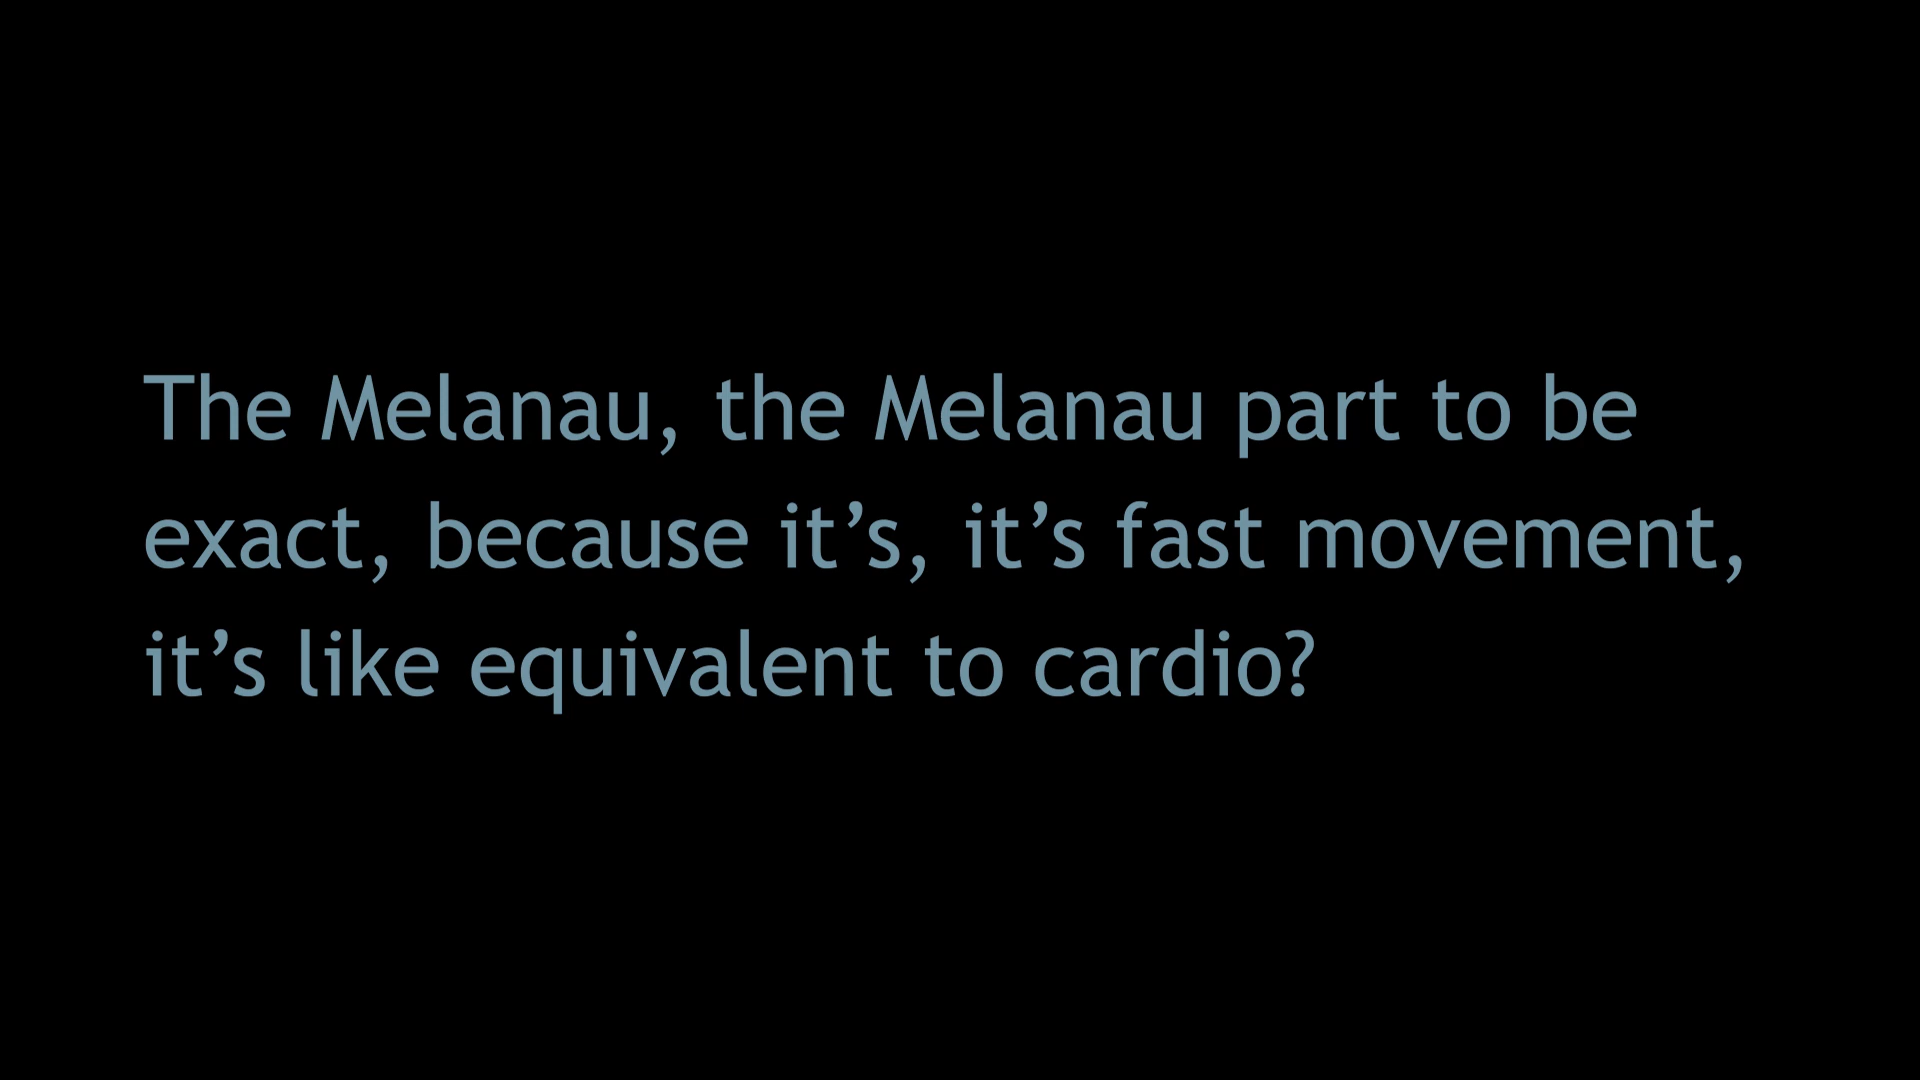 The Melanau, the Melanau part to be
exact, because it’s, it’s fast movement,
it’s like equivalent to cardio?